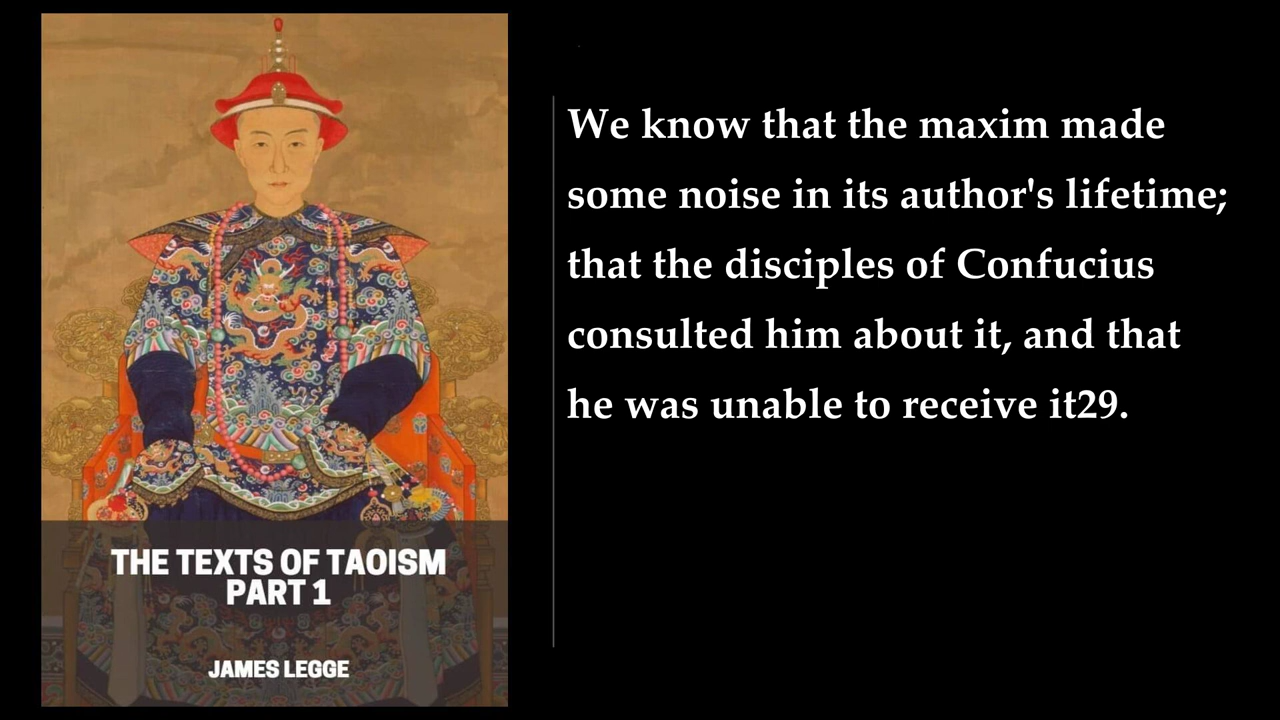 THE TEXTS OF TAOISM
PART 1
JAMES LEGGE
We know that the maxim made
some noise in its author's lifetime;
that the disciples of Confucius
consulted him about it, and that
he was unable to receive it29.